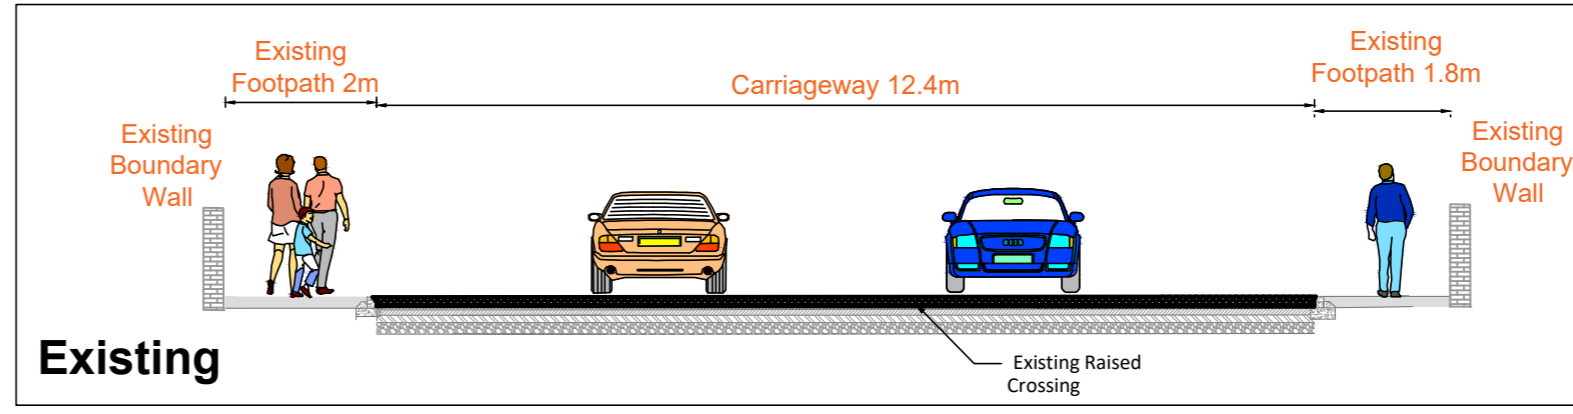 Existing
Footpath 2m
Carriageway 12.4m
Existing
Footpath 1.8m
Existing
Boundary
Wall
Existing
Boundary
Wall
Existing Raised
Crossing
Existing